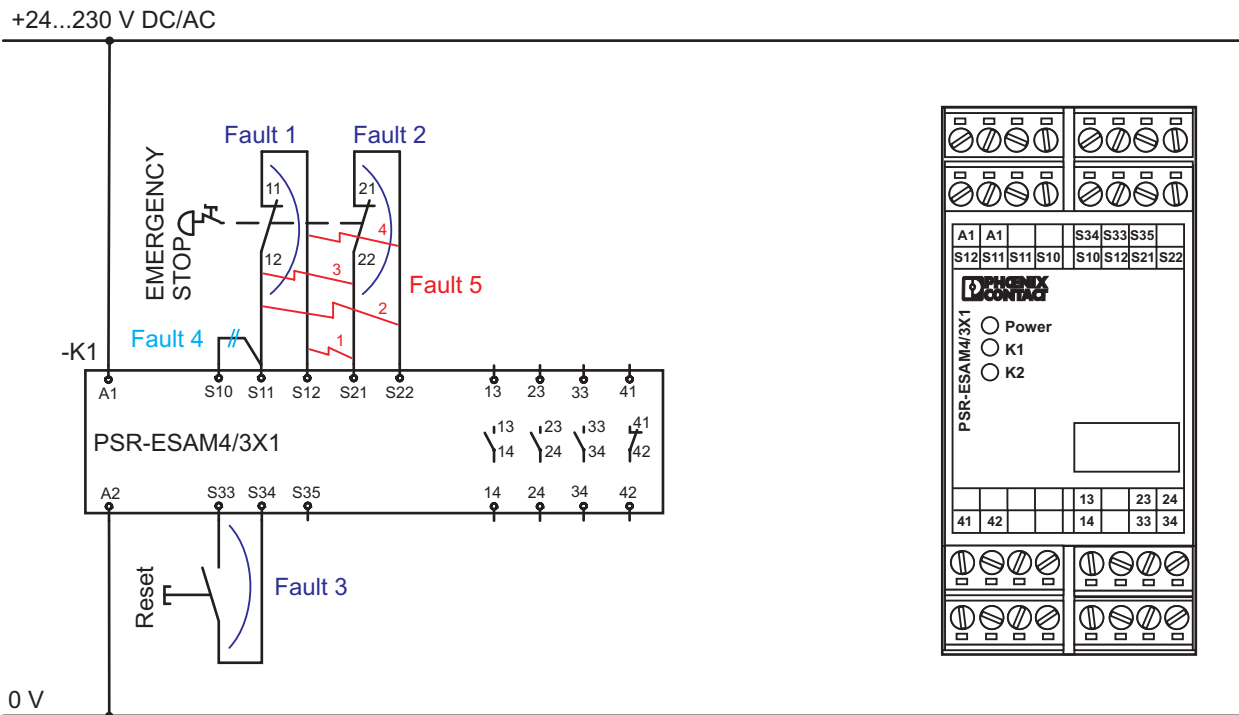 +24...230 V DC/AC
Fault 1 Fault 2
EMERGENCY
STOP
11 21
4
12 3 22
Fault 5
2
Fault 4 1
-K1
A1 S10 S11 S12 S21 S22 13 23 33 41
PSR-ESAM4/3X1
13 23 33 41
14 24 34 42
A2 S33 S34 S35 14 24 34 42
Reset
Fault 3
0 V
A1 A1 S34 S33 S35
S12 S11 S11 S10 S10 S12 S21 S22
PHŒNIX
CONTACT
PSR-ESAM4/3X1
Power
K1
K2
13 23 24
41 42 14 33 34